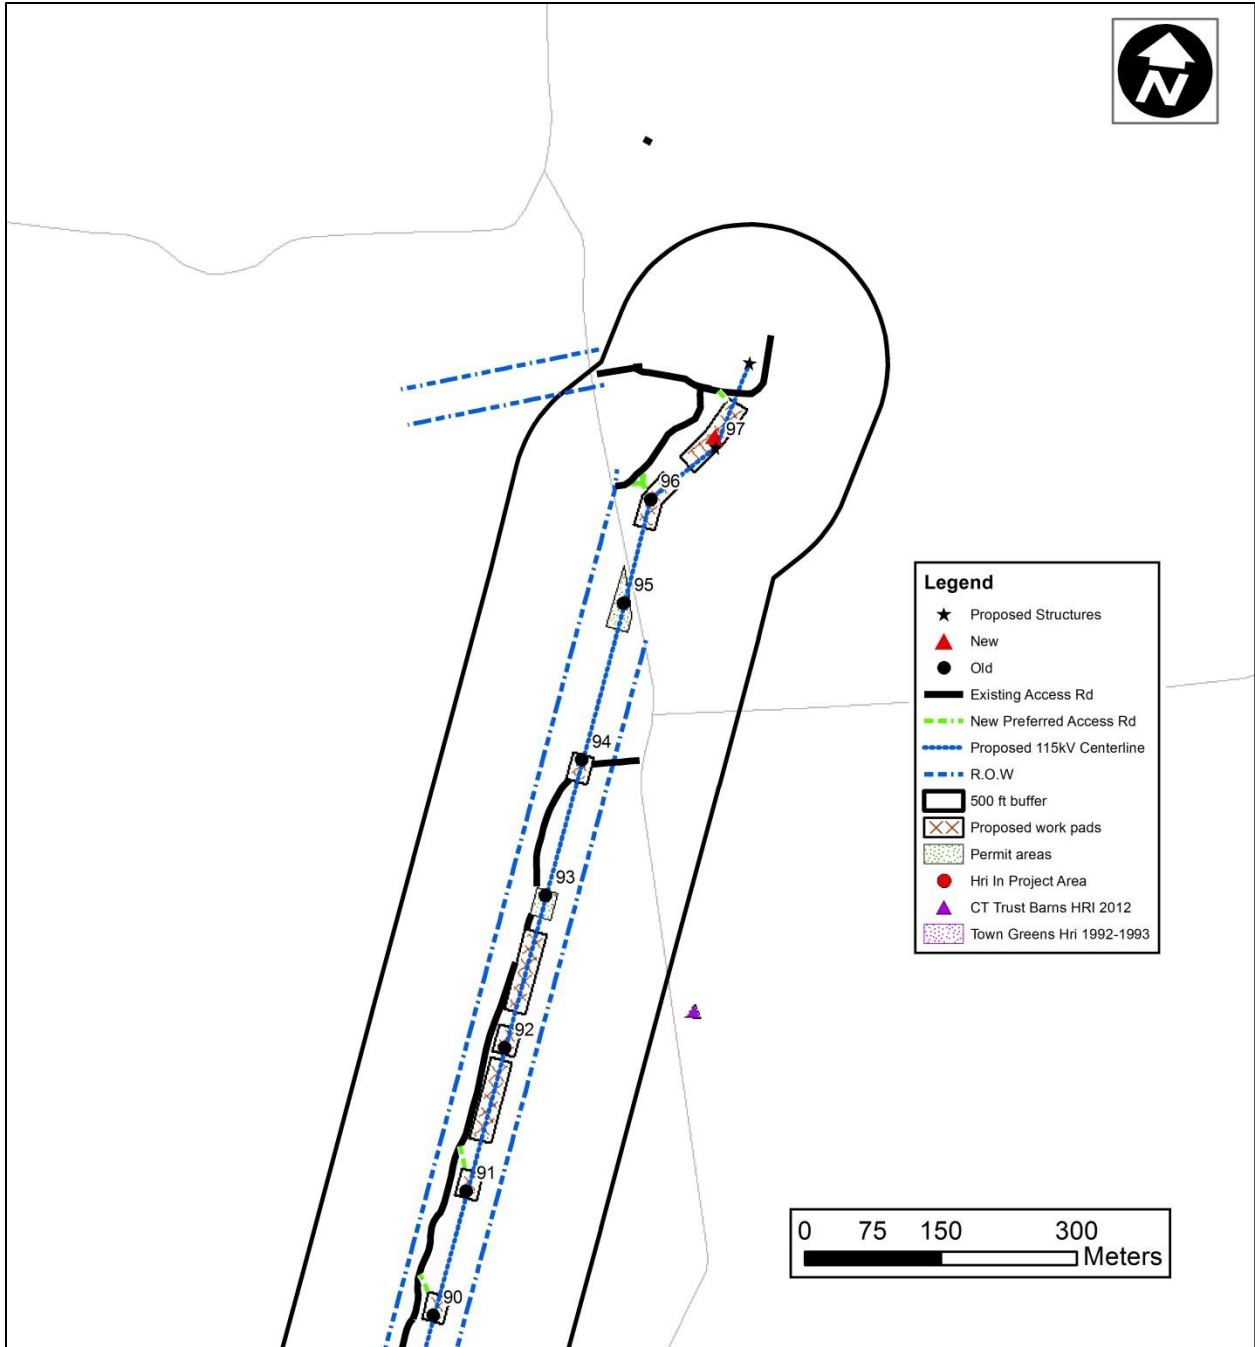 N
97
96
95
94
93
92
91
90
Legend
Proposed Structures
New
Old
Existing Access Rd
New Preferred Access Rd
Proposed 115kV Centerline
R.O.W
500 ft buffer
Proposed work pads
Permit areas
Hri In Project Area
CT Trust Barns HRI 2012
Town Greens Hri 1992-1993
0 75 150 300
Meters